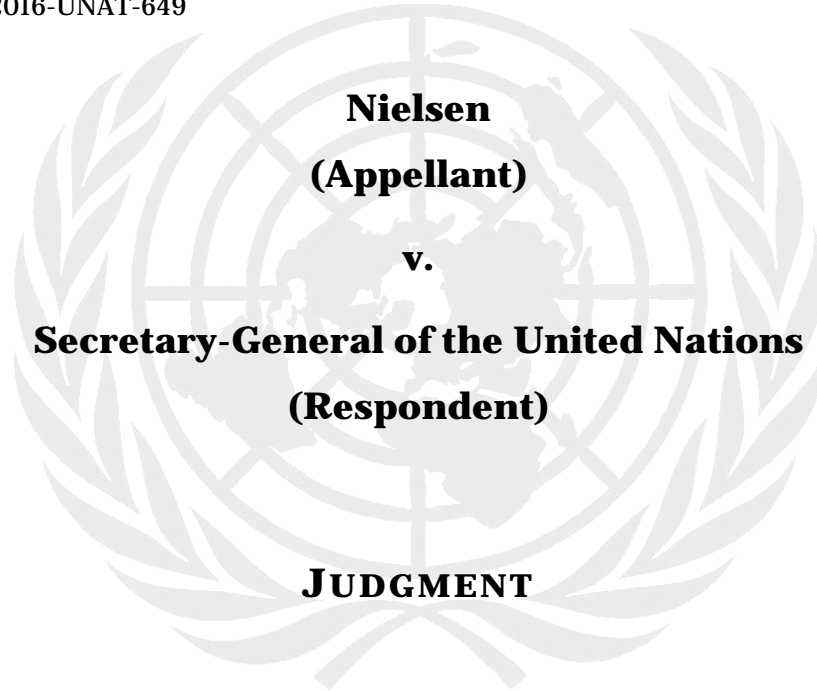 2016-UNAT-649
Nielsen
(Appellant)
v.
Secretary-General of the United Nations
(Respondent)
JUDGMENT